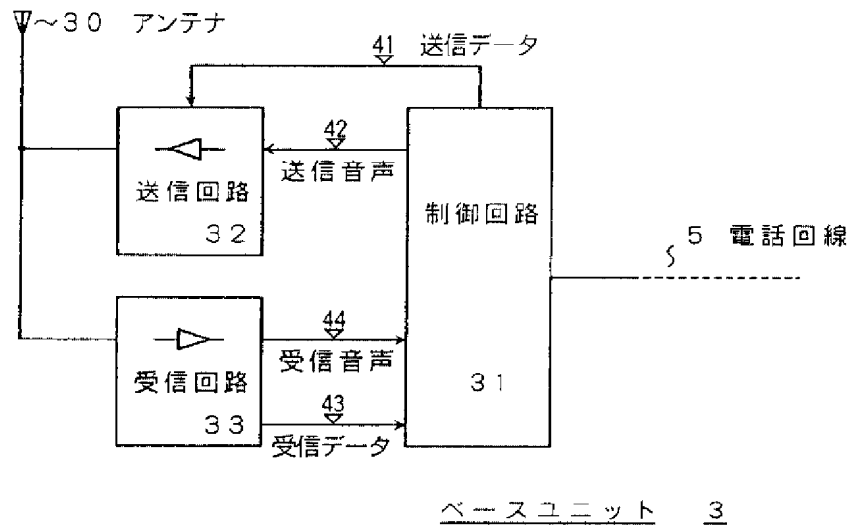 ～30 アンテナ
41 送信データ
42
送信音声
送信回路
32
制御回路
5 電話回線
44
受信音声
受信回路
33
31
43
受信データ
ベースユニット 3